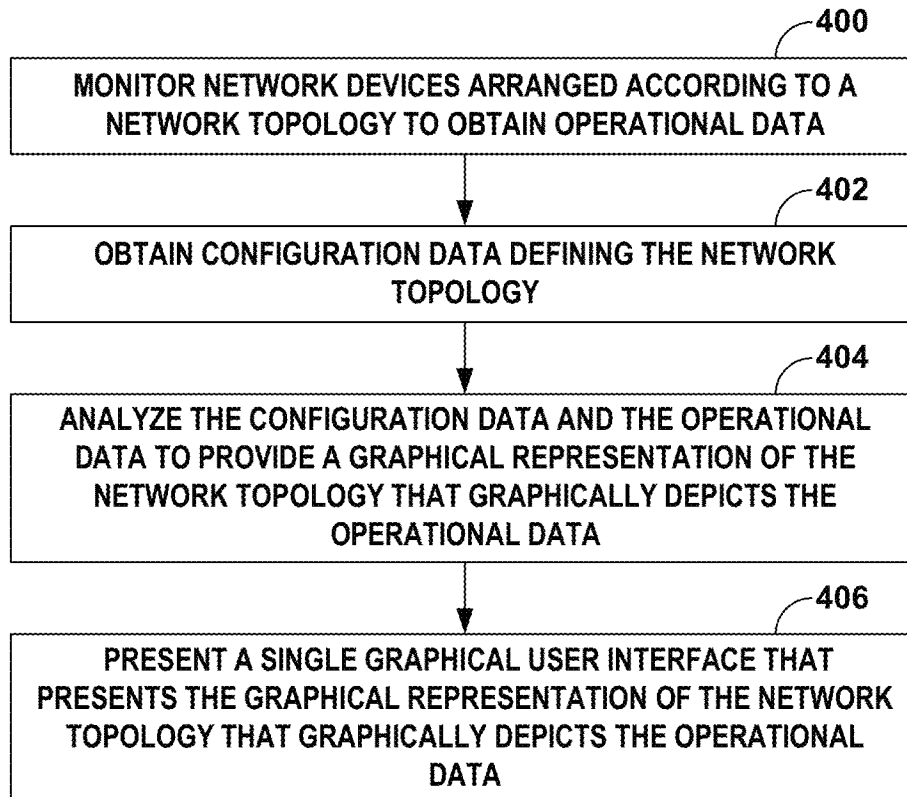 400
MONITOR NETWORK DEVICES ARRANGED ACCORDING TO A
NETWORK TOPOLOGY TO OBTAIN OPERATIONAL DATA
402
OBTAIN CONFIGURATION DATA DEFINING THE NETWORK
TOPOLOGY
404
ANALYZE THE CONFIGURATION DATA AND THE OPERATIONAL
DATA TO PROVIDE A GRAPHICAL REPRESENTATION OF THE
NETWORK TOPOLOGY THAT GRAPHICALLY DEPICTS THE
OPERATIONAL DATA
406
PRESENT A SINGLE GRAPHICAL USER INTERFACE THAT
PRESENTS THE GRAPHICAL REPRESENTATION OF THE NETWORK
TOPOLOGY THAT GRAPHICALLY DEPICTS THE OPERATIONAL
DATA